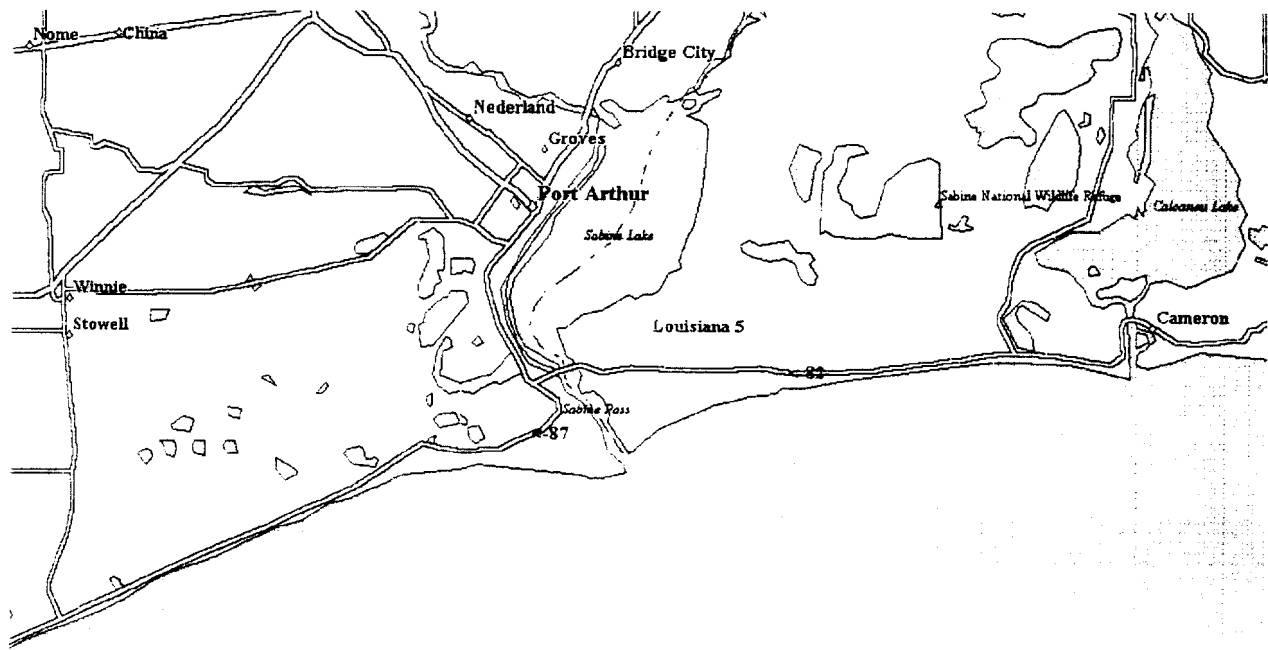 Nome
China
Bridge City
Nederland
Groves
Port Arthur
Sabine National Wildlife Refuge
Calcaseu Lake
Sabine Lake
Winnie
Stowell
Louisiana 5
Cameron
82
Sabine Pass
87